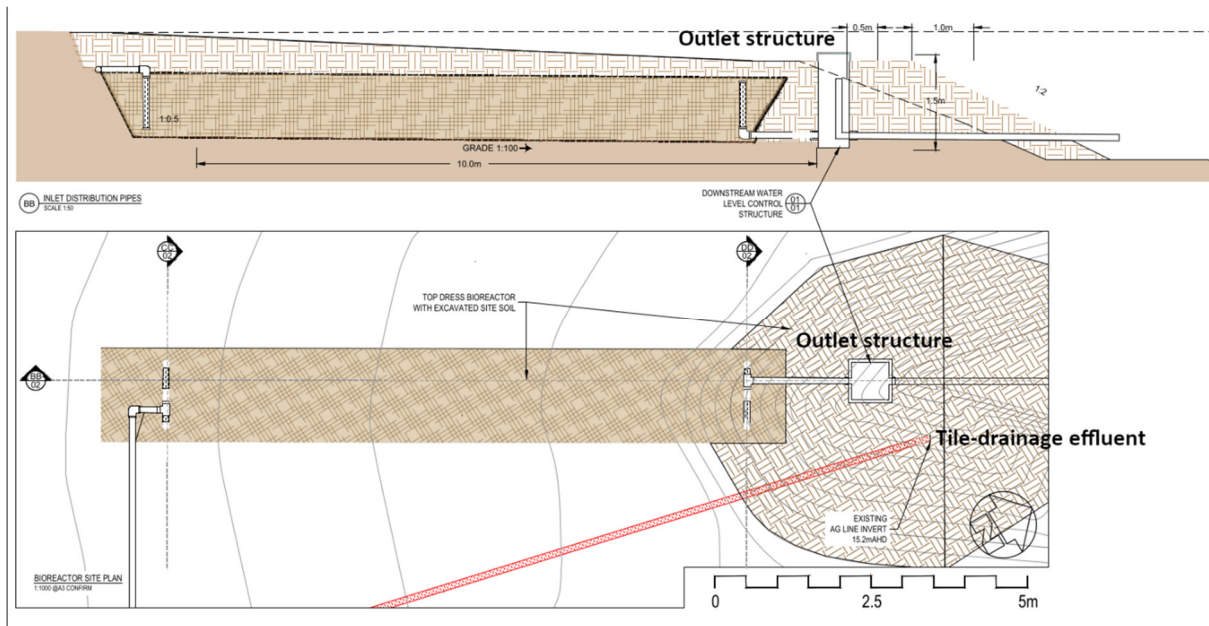 Outlet structure
0.5m
1.0m
1:2
1.5m
1:0.5
GRADE 1:100
10.0m
BB
INLET DISTRIBUTION PIPES
SCALE 1:50
DOWNSTREAM WATER
LEVEL CONTROL
STRUCTURE
01
01
CC
02
DD
02
TOP DRESS BIOREACTOR
WITH EXCAVATED SITE SOIL
Outlet structure
BB
02
Tile-drainage effluent
EXISTING
AG LINE INVERT
15.2mAHD
BIOREACTOR SITE PLAN
1:1000 @A3 CONFIRM
0
2.5
5m